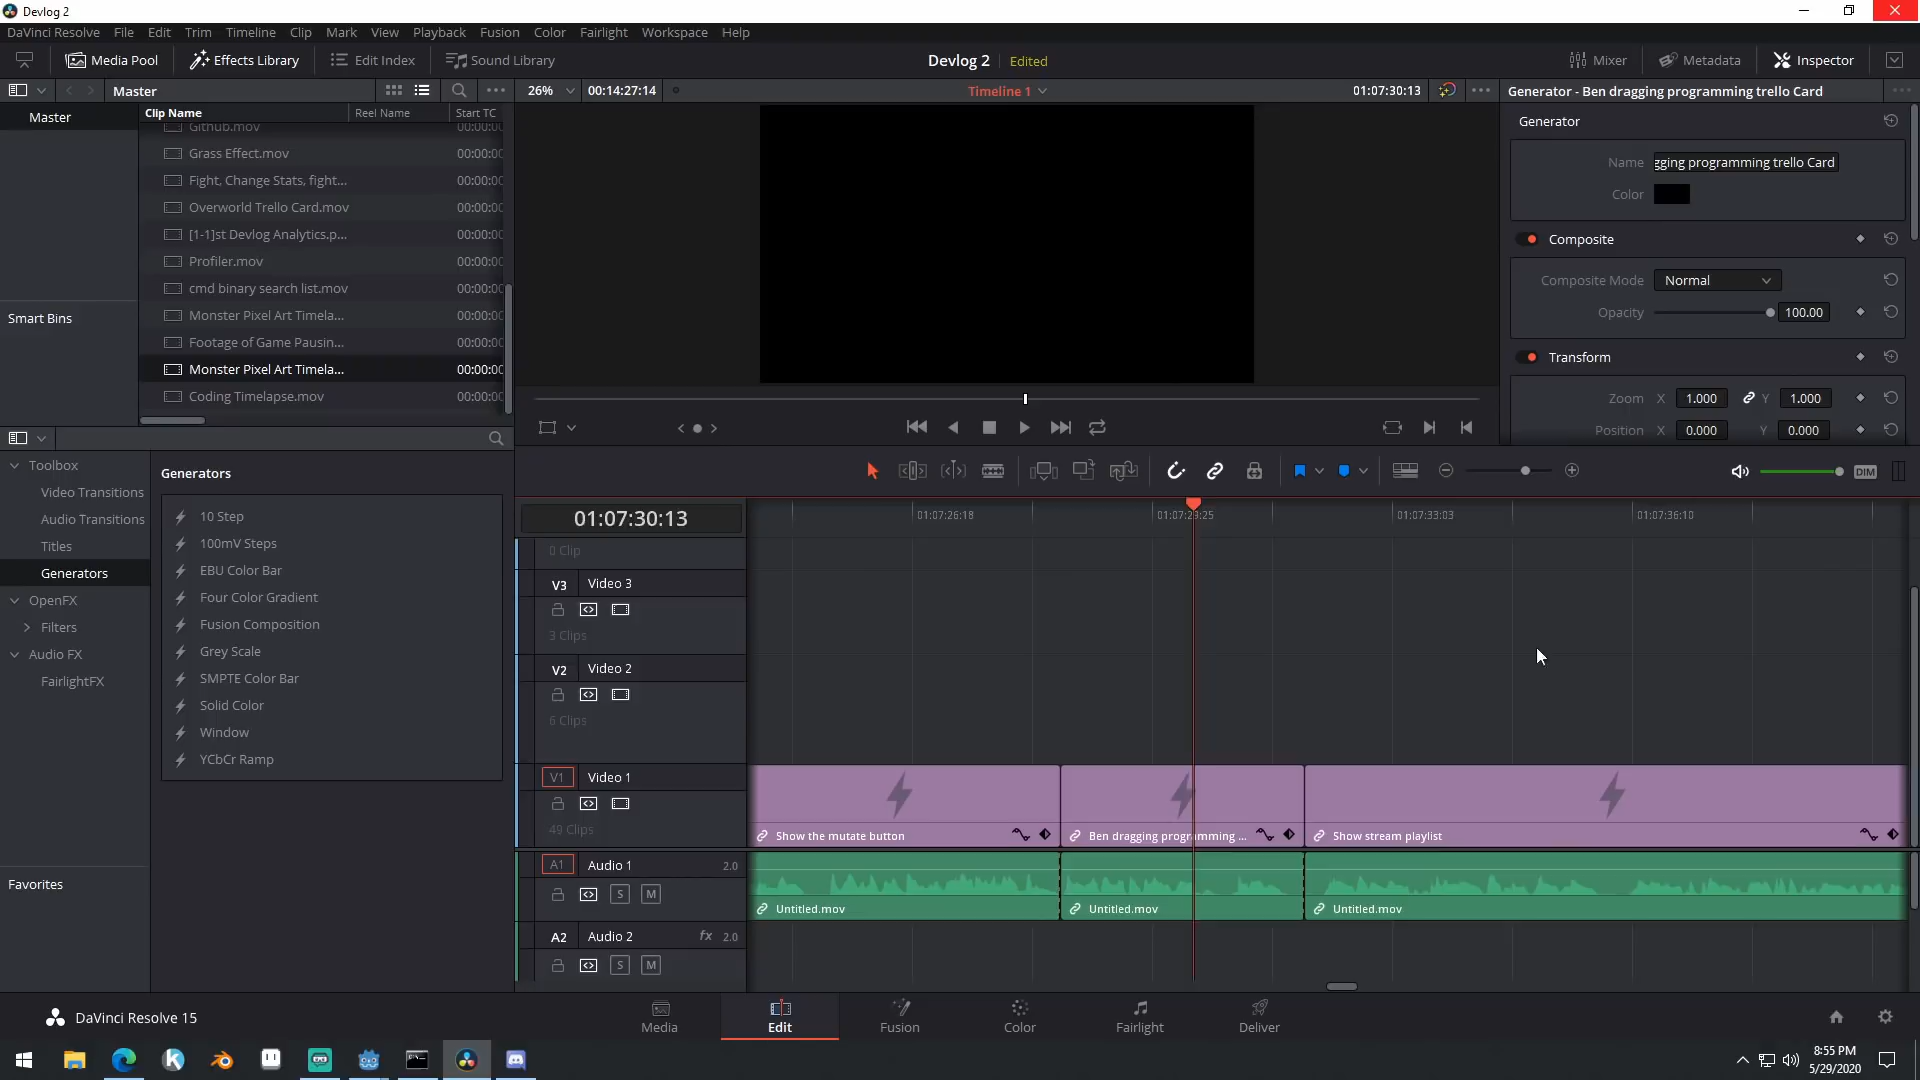 Devlog 2
DaVinci Resolve File Edit Trim Timeline Clip Mark View Playback Fusion Color Fairlight Workspace Help
Media Pool Effects Library Edit Index Sound Library Devlog 2 Edited Mixer Metadata Inspector
Master 26% 00:14:27:14 Timeline 1 01:07:30:13 Generator - Ben dragging programming trello Card
Master
Clip Name Reel Name Start TC
Github.mov 00:00:00
Grass Effect.mov 00:00:00
Fight, Change Stats, fight... 00:00:00
Overworld Trello Card.mov 00:00:00
[1-1]st Devlog Analytics.p... 00:00:00
Profiler.mov 00:00:00
cmd binary search list.mov 00:00:00
Monster Pixel Art Timela... 00:00:00
Footage of Game Pausin... 00:00:00
Monster Pixel Art Timela... 00:00:00
Coding Timelapse.mov 00:00:00
Smart Bins
Generator
Name gging programming trello Card
Color
Composite
Composite Mode Normal
Opacity 100.00
Transform
Zoom X 1.000 Y 1.000
Position X 0.000 Y 0.000
Toolbox
Video Transitions
Audio Transitions
Titles
Generators
OpenFX
Filters
Audio FX
FairlightFX
Favorites
Generators
10 Step
100mV Steps
EBU Color Bar
Four Color Gradient
Fusion Composition
Grey Scale
SMPTE Color Bar
Solid Color
Window
YCbCr Ramp
DIM
01:07:30:13 01:07:26:18 01:07:29:25 01:07:33:03 01:07:36:10
0 Clip
V3 Video 3
3 Clips
V2 Video 2
6 Clips
V1 Video 1
49 Clips
Show the mutate button Ben dragging programming ... Show stream playlist
A1 Audio 1 2.0
S M
Untitled.mov Untitled.mov Untitled.mov
A2 Audio 2 fx 2.0
S M
DaVinci Resolve 15 Media Edit Fusion Color Fairlight Deliver
8:55 PM
5/29/2020